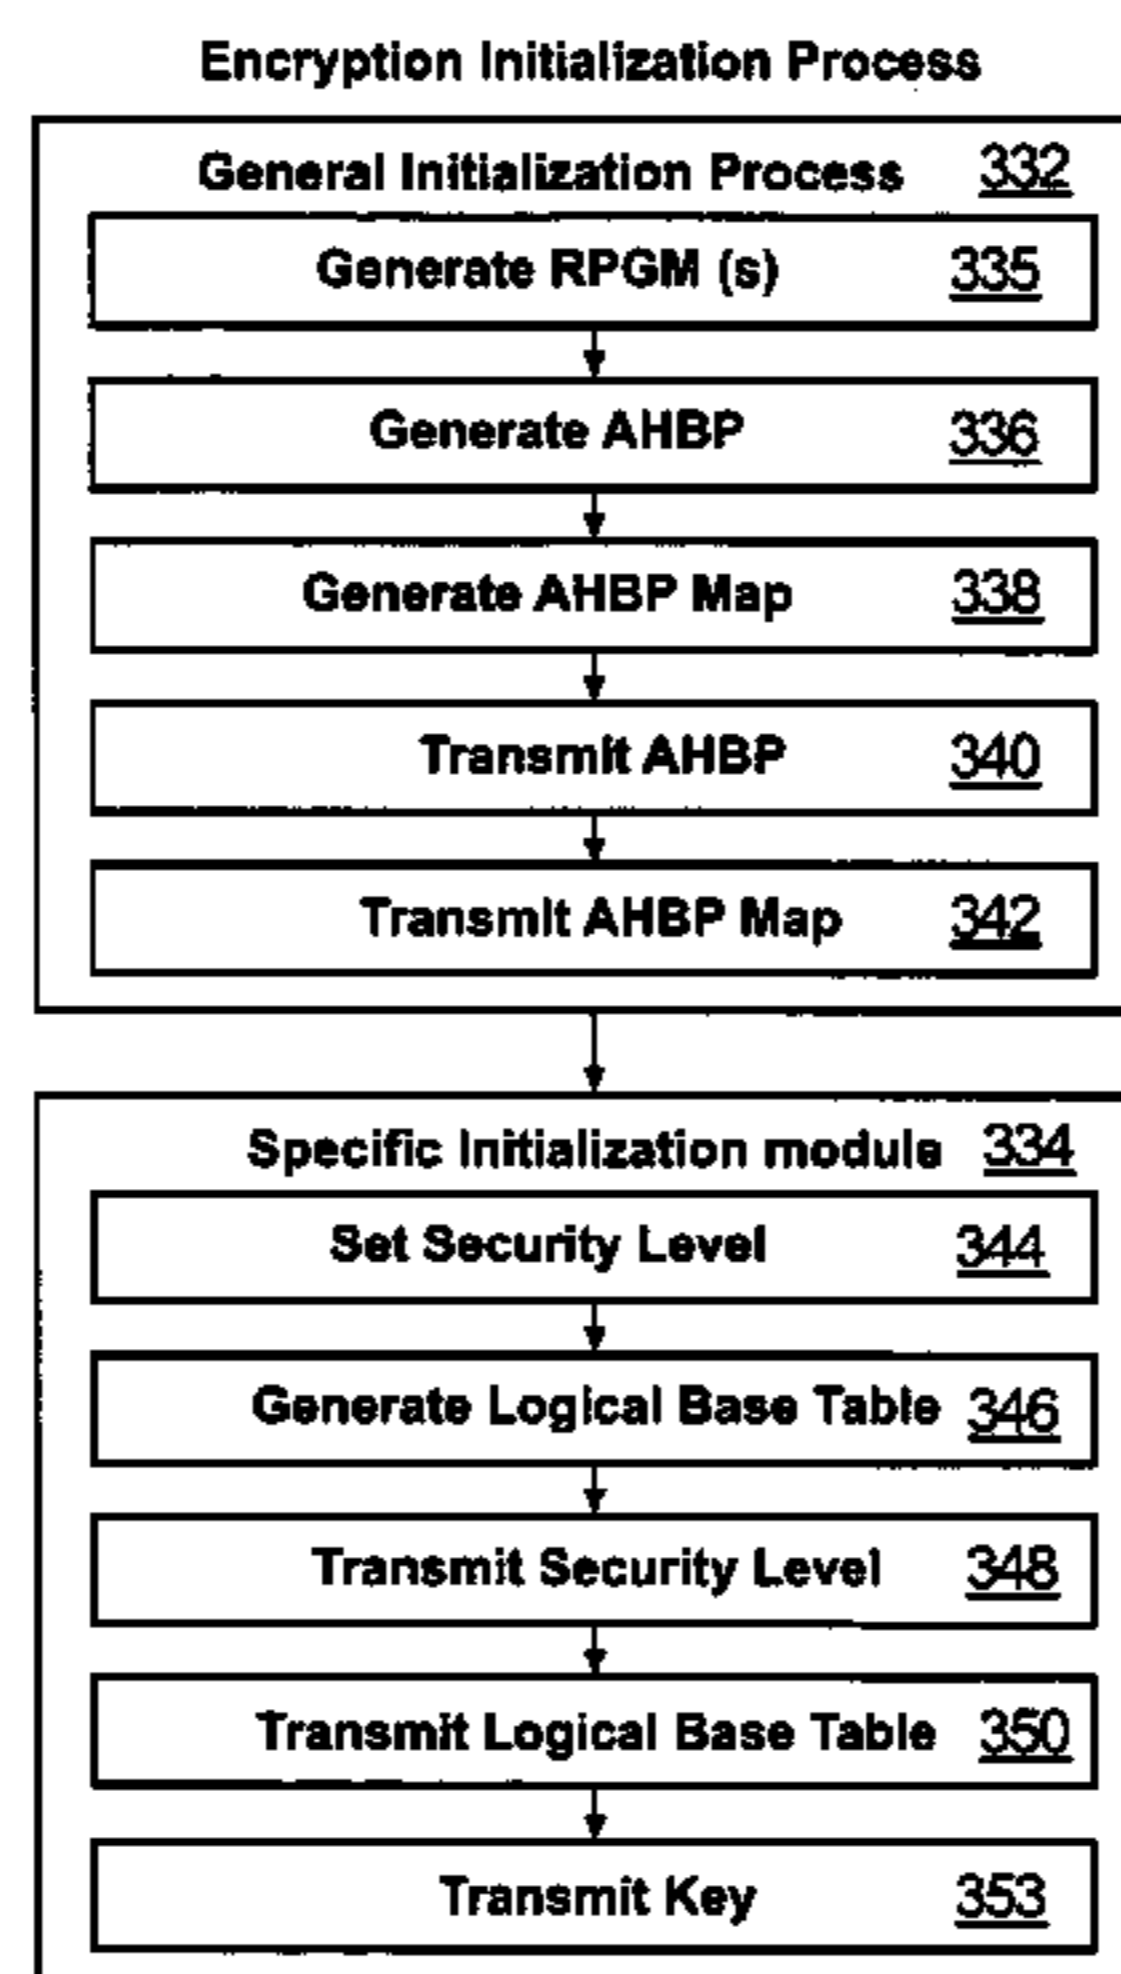 Encryption Initialization Process
General Initialization Process 332
Generate RPGM (s) 335
Generate AHBP 336
Generate AHBP Map 338
Transmit AHBP 340
Transmit AHBP Map 342
Specific Initialization module 334
Set Security Level 344
Generate Logical Base Table 346
Transmit Security Level 348
Transmit Logical Base Table 350
Transmit Key 353